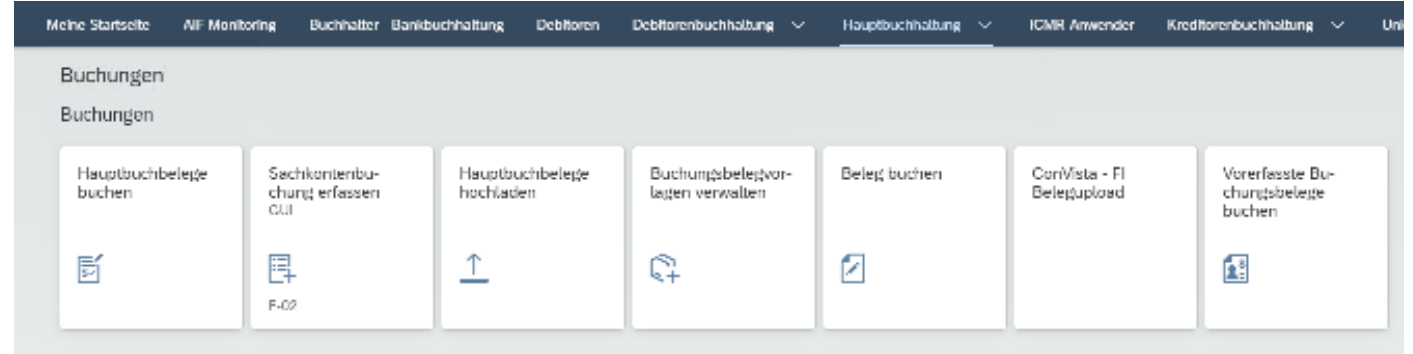 Meine Startseite AIF Monitoring Buchhalter Bankbuchhaltung Debitoren Debitorenbuchhaltung Hauptbuchhaltung ICMR Anwender Kreditorenbuchhaltung
Buchungen
Buchungen
Hauptbuchbelege
buchen
Sachkontenbu-
chung erfassen
GUI
F-02
Hauptbuchbelege
hochladen
Buchungsbelegvor-
lagen verwalten
Beleg buchen
ConVista - FI
Belegupload
Vorerfasste Bu-
chungsbelege
buchen